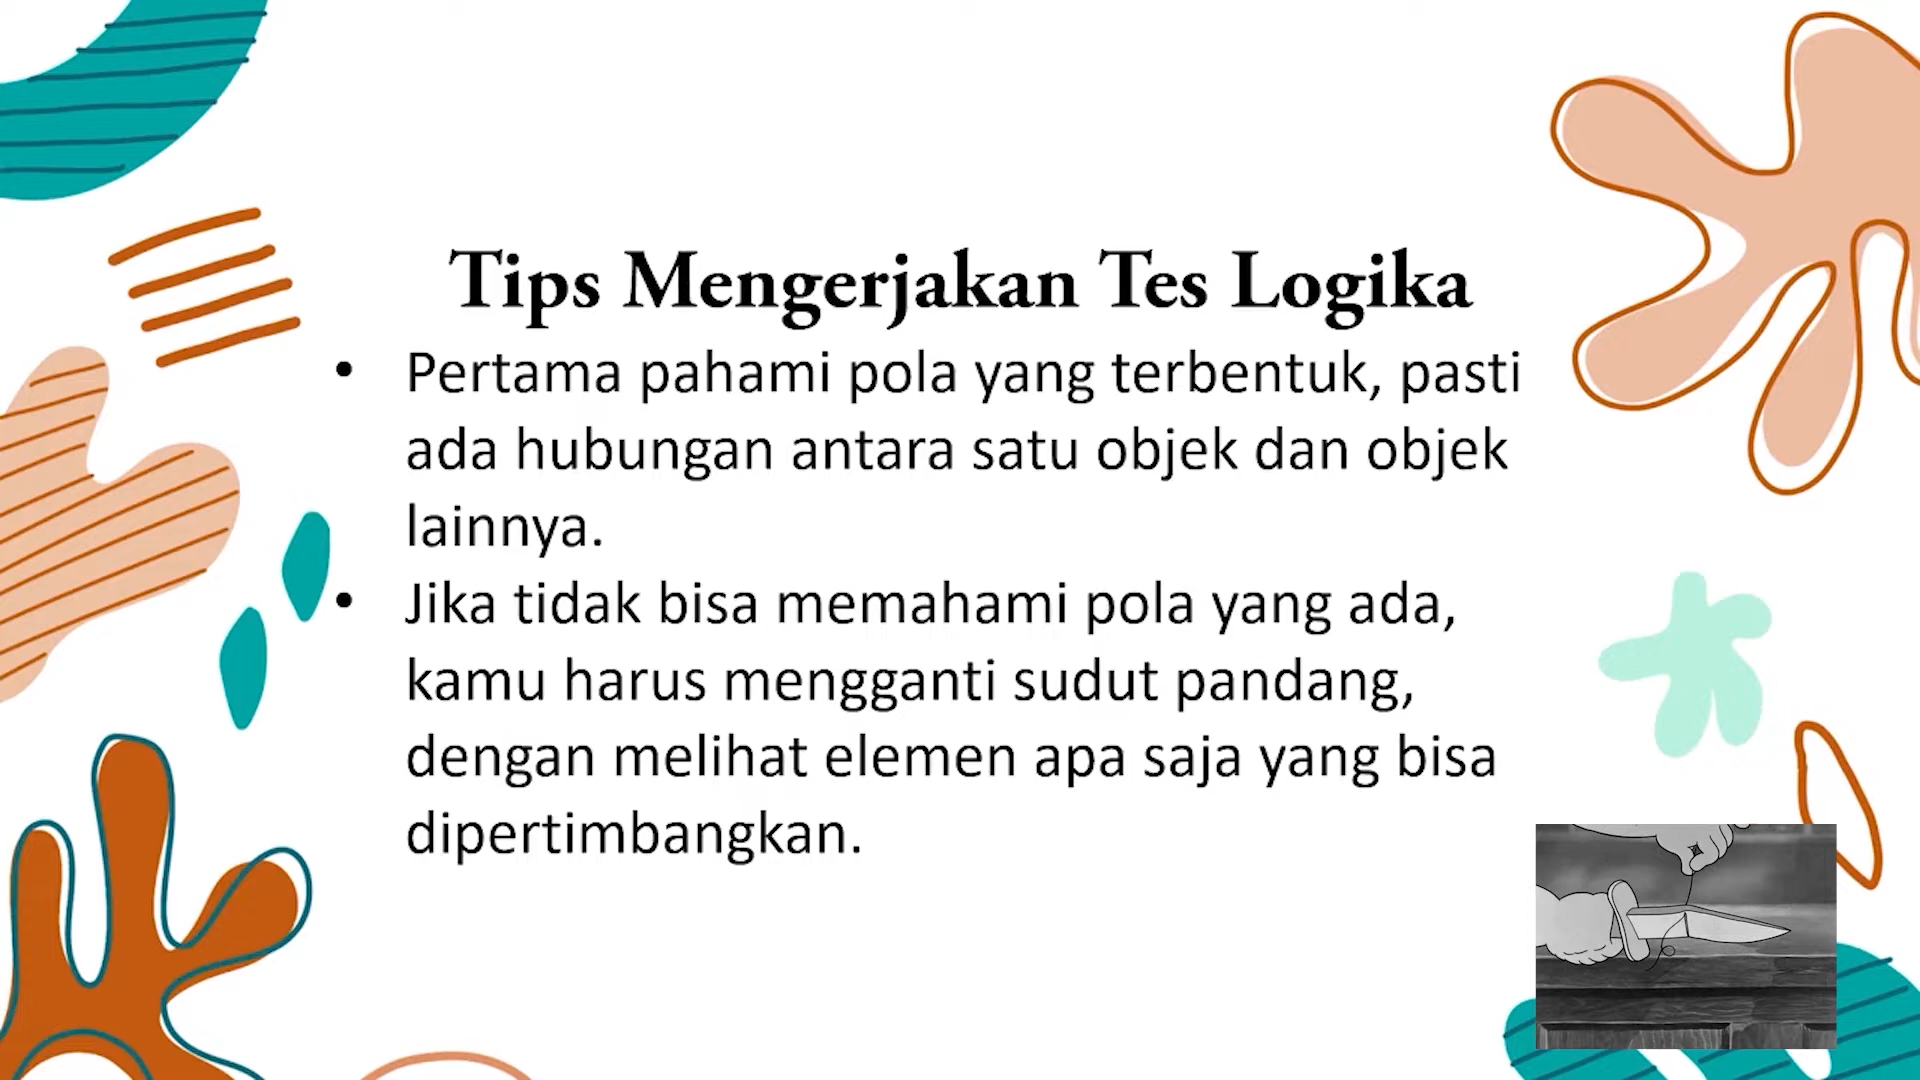 Tips Mengerjakan Tes Logika
• Pertama pahami pola yang terbentuk, pasti
ada hubungan antara satu objek dan objek
lainnya.
• Jika tidak bisa memahami pola yang ada,
kamu harus mengganti sudut pandang,
dengan melihat elemen apa saja yang bisa
dipertimbangkan.